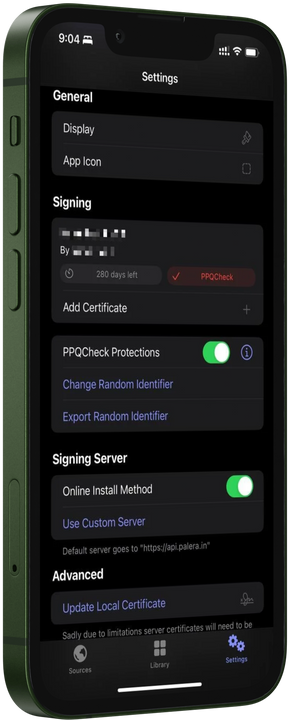 9:04
Settings
General
Display
App Icon
Signing
By
280 days left
PPQCheck
Add Certificate
PPQCheck Protections
Change Random Identifier
Export Random Identifier
Signing Server
Online Install Method
Use Custom Server
Default server goes to "https://api.palera.in"
Advanced
Update Local Certificate
Sadly due to limitations server certificates will need to be
Sources
Library
Settings